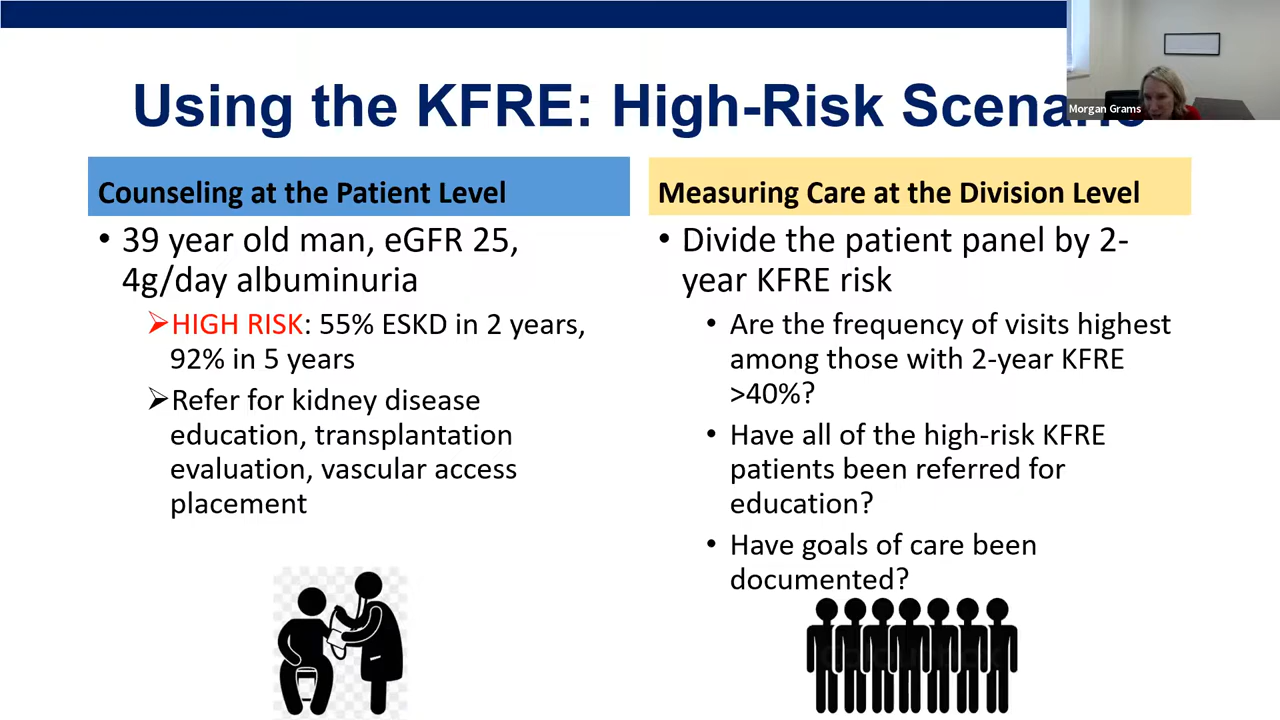 Using the KFRE: High-Risk Scenario
Morgan Grams
Counseling at the Patient Level
• 39 year old man, eGFR 25,
4g/day albuminuria
➢HIGH RISK: 55% ESKD in 2 years,
92% in 5 years
➢Refer for kidney disease
education, transplantation
evaluation, vascular access
placement
Measuring Care at the Division Level
• Divide the patient panel by 2-
year KFRE risk
• Are the frequency of visits highest
among those with 2-year KFRE
>40%?
• Have all of the high-risk KFRE
patients been referred for
education?
• Have goals of care been
documented?